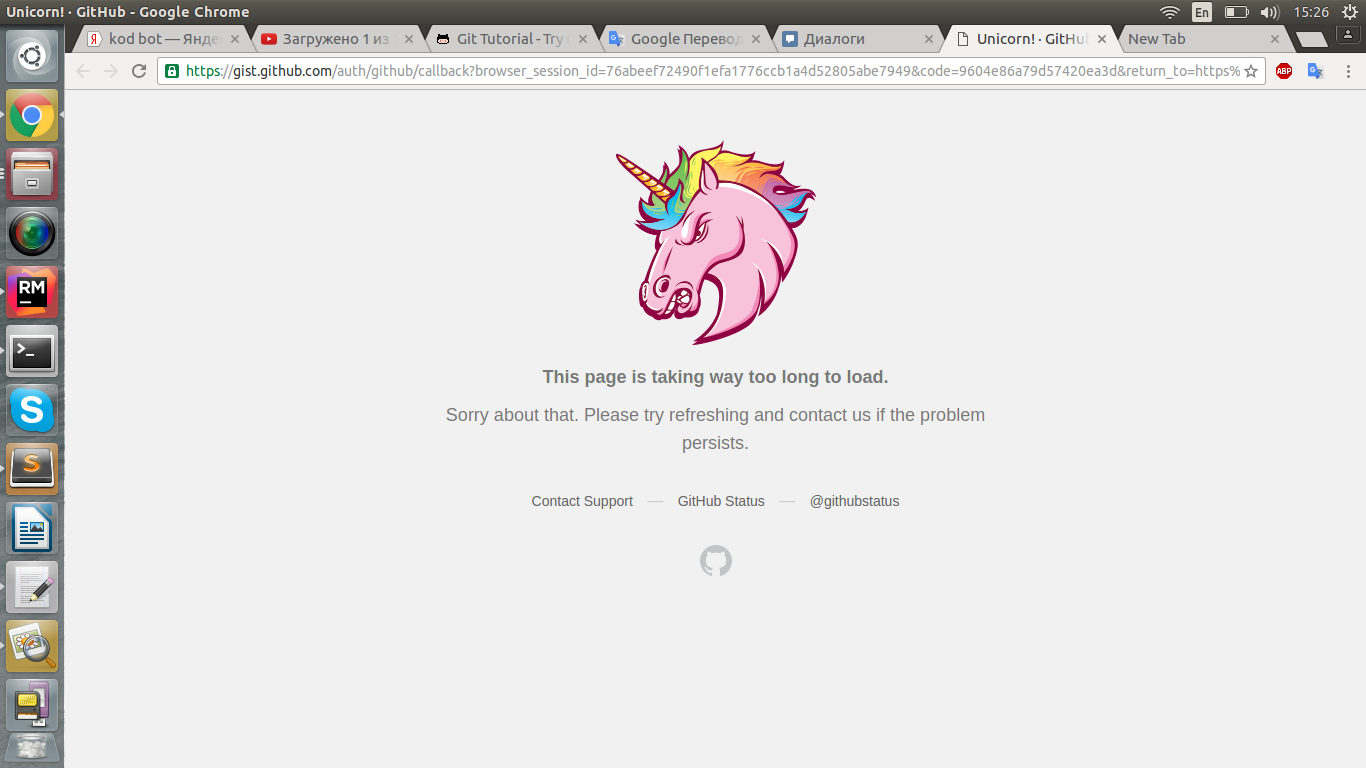 Unicorn! · GitHub - Google Chrome
En
15:26
kod bot — Яндe
Загружено 1 из
Git Tutorial - Try
Google Перевод
Диалоги
Unicorn! · GitHu
New Tab
https://gist.github.com/auth/github/callback?browser_session_id=76abeef72490f1efa1776ccb1a4d52805abe7949&code=9604e86a79d57420ea3d&return_to=https%
ABP
RM
This page is taking way too long to load.
Sorry about that. Please try refreshing and contact us if the problem
persists.
Contact Support — GitHub Status — @githubstatus